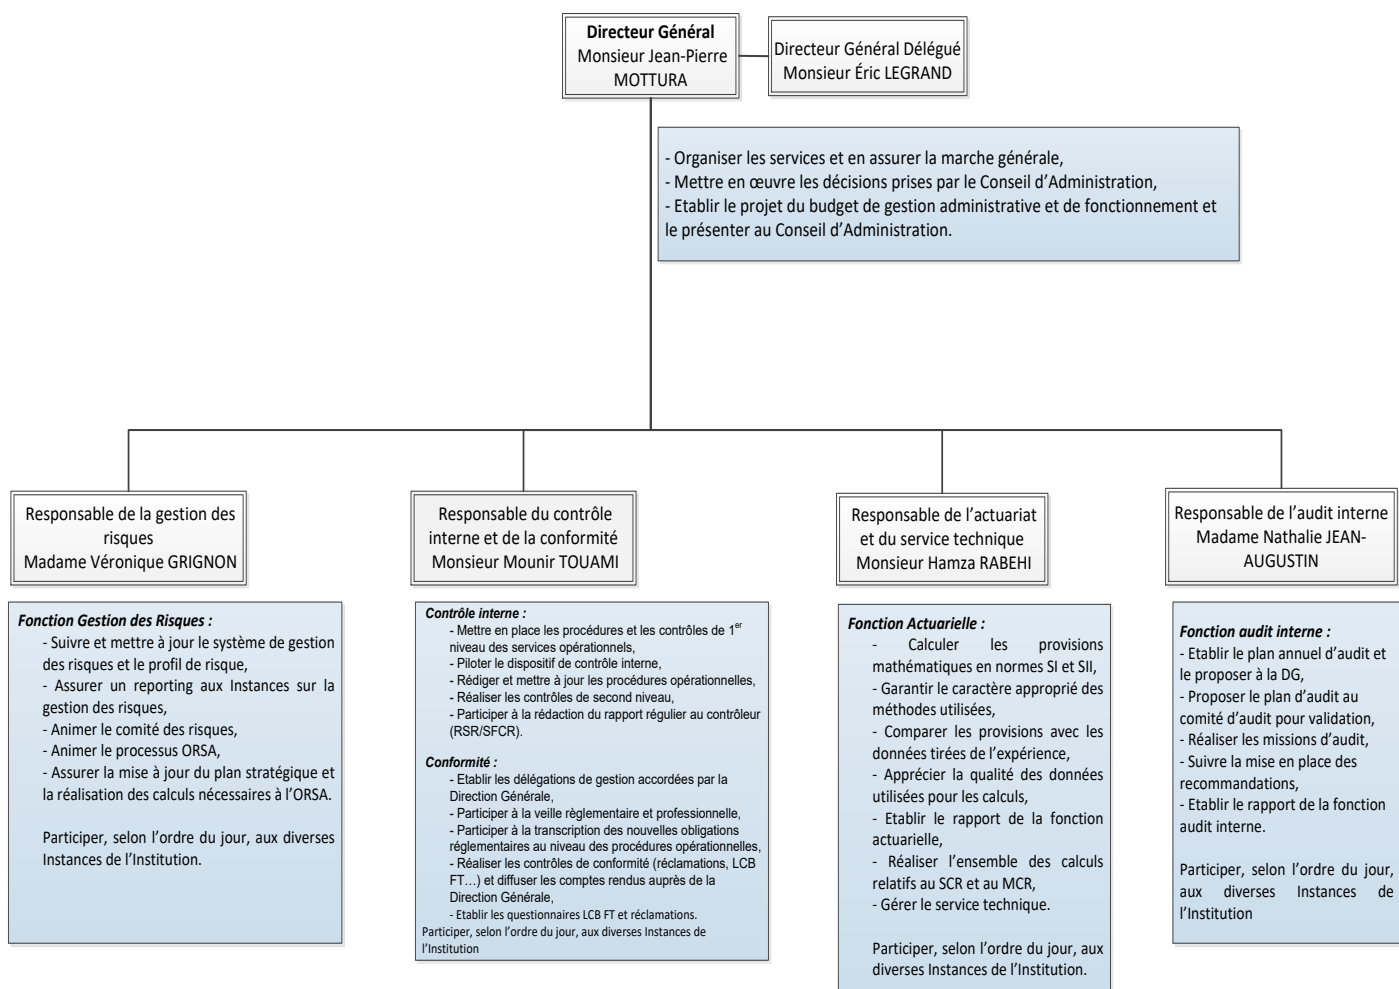 Directeur Général
Monsieur Jean-Pierre
MOTTURA
Directeur Général Délégué
Monsieur Éric LEGRAND
- Organiser les services et en assurer la marche générale,
- Mettre en œuvre les décisions prises par le Conseil d’Administration,
- Etablir le projet du budget de gestion administrative et de fonctionnement et
le présenter au Conseil d’Administration.
Responsable de la gestion des
risques
Madame Véronique GRIGNON
Fonction Gestion des Risques :
- Suivre et mettre à jour le système de gestion
des risques et le profil de risque,
- Assurer un reporting aux Instances sur la
gestion des risques,
- Animer le comité des risques,
- Animer le processus ORSA,
- Assurer la mise à jour du plan stratégique et
la réalisation des calculs nécessaires à l’ORSA.
Participer, selon l’ordre du jour, aux diverses
Instances de l’Institution.
Responsable du contrôle
interne et de la conformité
Monsieur Mounir TOUAMI
Contrôle interne :
- Mettre en place les procédures et les contrôles de 1er
niveau des services opérationnels,
- Piloter le dispositif de contrôle interne,
- Rédiger et mettre à jour les procédures opérationnelles,
- Réaliser les contrôles de second niveau,
- Participer à la rédaction du rapport régulier au contrôleur
(RSR/SFCR).
Conformité :
- Etablir les délégations de gestion accordées par la
Direction Générale,
- Participer à la veille règlementaire et professionnelle,
- Participer à la transcription des nouvelles obligations
réglementaires au niveau des procédures opérationnelles,
- Réaliser les contrôles de conformité (réclamations, LCB
FT…) et diffuser les comptes rendus auprès de la
Direction Générale,
- Etablir les questionnaires LCB FT et réclamations.
Participer, selon l’ordre du jour, aux diverses Instances de
l’Institution
Responsable de l’actuariat
et du service technique
Monsieur Hamza RABEHI
Fonction Actuarielle :
- Calculer les provisions
mathématiques en normes SI et SII,
- Garantir le caractère approprié des
méthodes utilisées,
- Comparer les provisions avec les
données tirées de l’expérience,
- Apprécier la qualité des données
utilisées pour les calculs,
- Etablir le rapport de la fonction
actuarielle,
- Réaliser l’ensemble des calculs
relatifs au SCR et au MCR,
- Gérer le service technique.
Participer, selon l’ordre du jour, aux
diverses Instances de l’Institution.
Responsable de l’audit interne
Madame Nathalie JEAN-
AUGUSTIN
Fonction audit interne :
- Etablir le plan annuel d’audit et
le proposer à la DG,
- Proposer le plan d’audit au
comité d’audit pour validation,
- Réaliser les missions d’audit,
- Suivre la mise en place des
recommandations,
- Etablir le rapport de la fonction
audit interne.
Participer, selon l’ordre du jour,
aux diverses Instances de
l’Institution